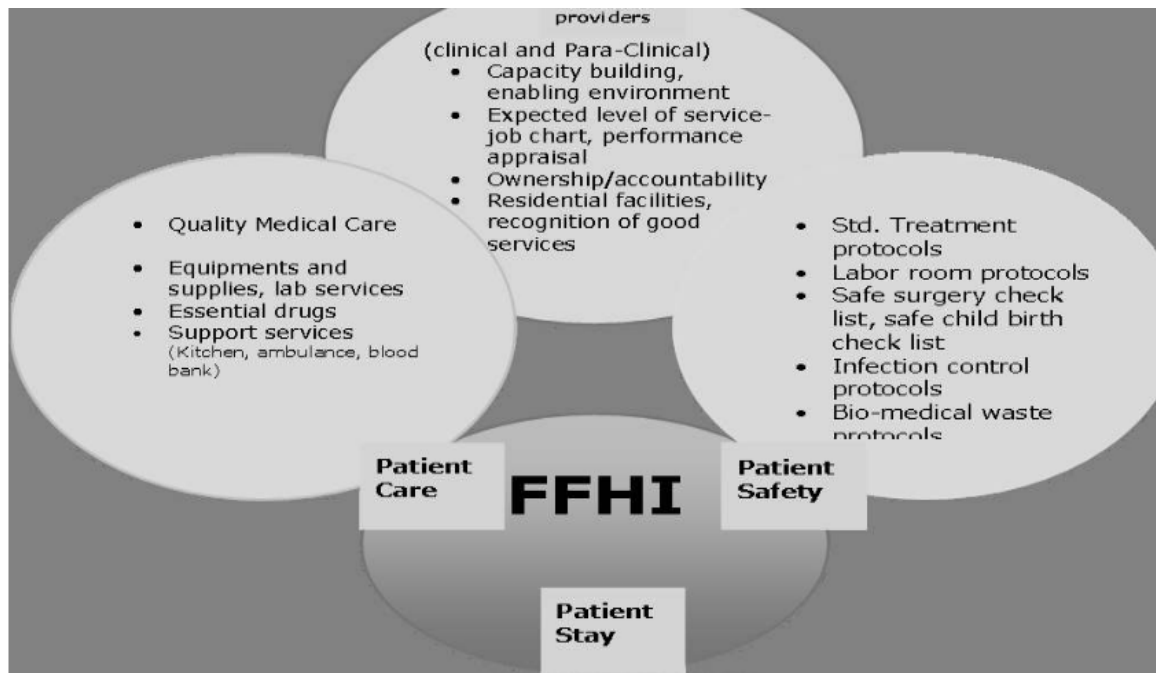 providers
(clinical and Para-Clinical)
• Capacity building,
enabling environment
• Expected level of service-
job chart, performance
appraisal
• Ownership/accountability
• Residential facilities,
recognition of good
services
• Quality Medical Care
• Equipments and
supplies, lab services
• Essential drugs
• Support services
(Kitchen, ambulance, blood
bank)
• Std. Treatment
protocols
• Labor room protocols
• Safe surgery check
list, safe child birth
check list
• Infection control
protocols
• Bio-medical waste
protocols
Patient
Care
FFHI
Patient
Safety
Patient
Stay